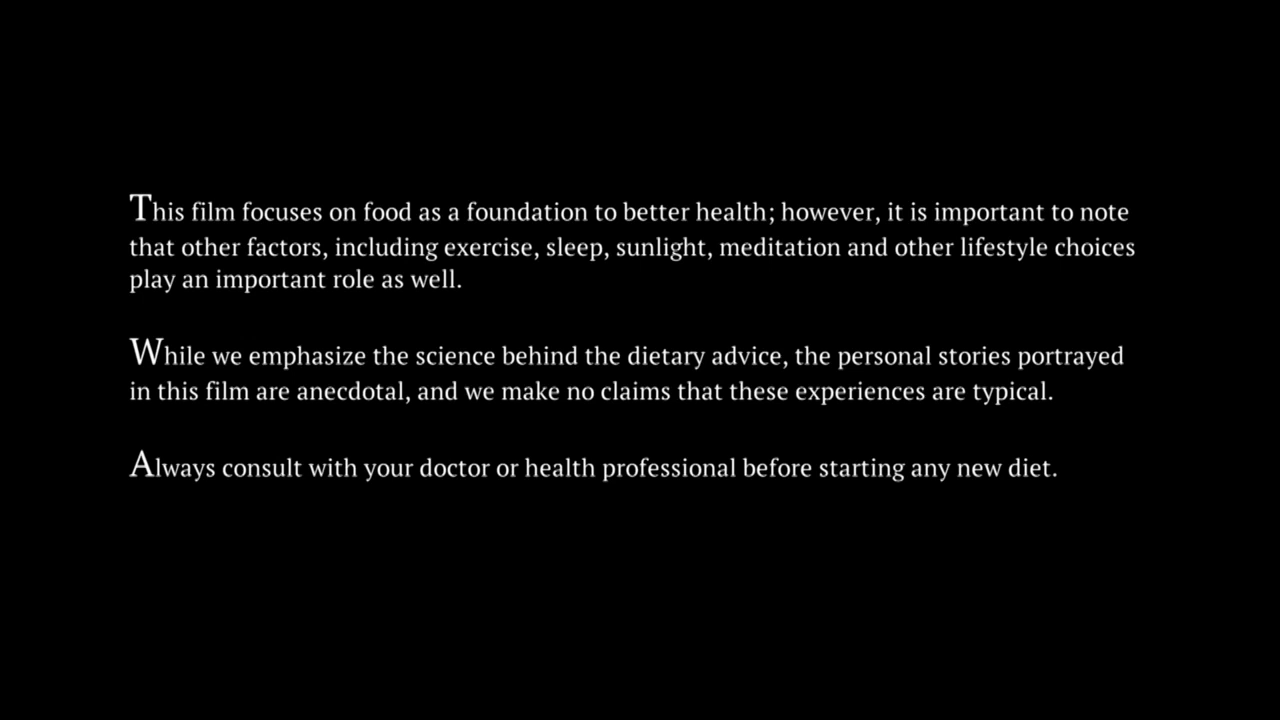 This film focuses on food as a foundation to better health; however, it is important to note
that other factors, including exercise, sleep, sunlight, meditation and other lifestyle choices
play an important role as well.
While we emphasize the science behind the dietary advice, the personal stories portrayed
in this film are anecdotal, and we make no claims that these experiences are typical.
Always consult with your doctor or health professional before starting any new diet.